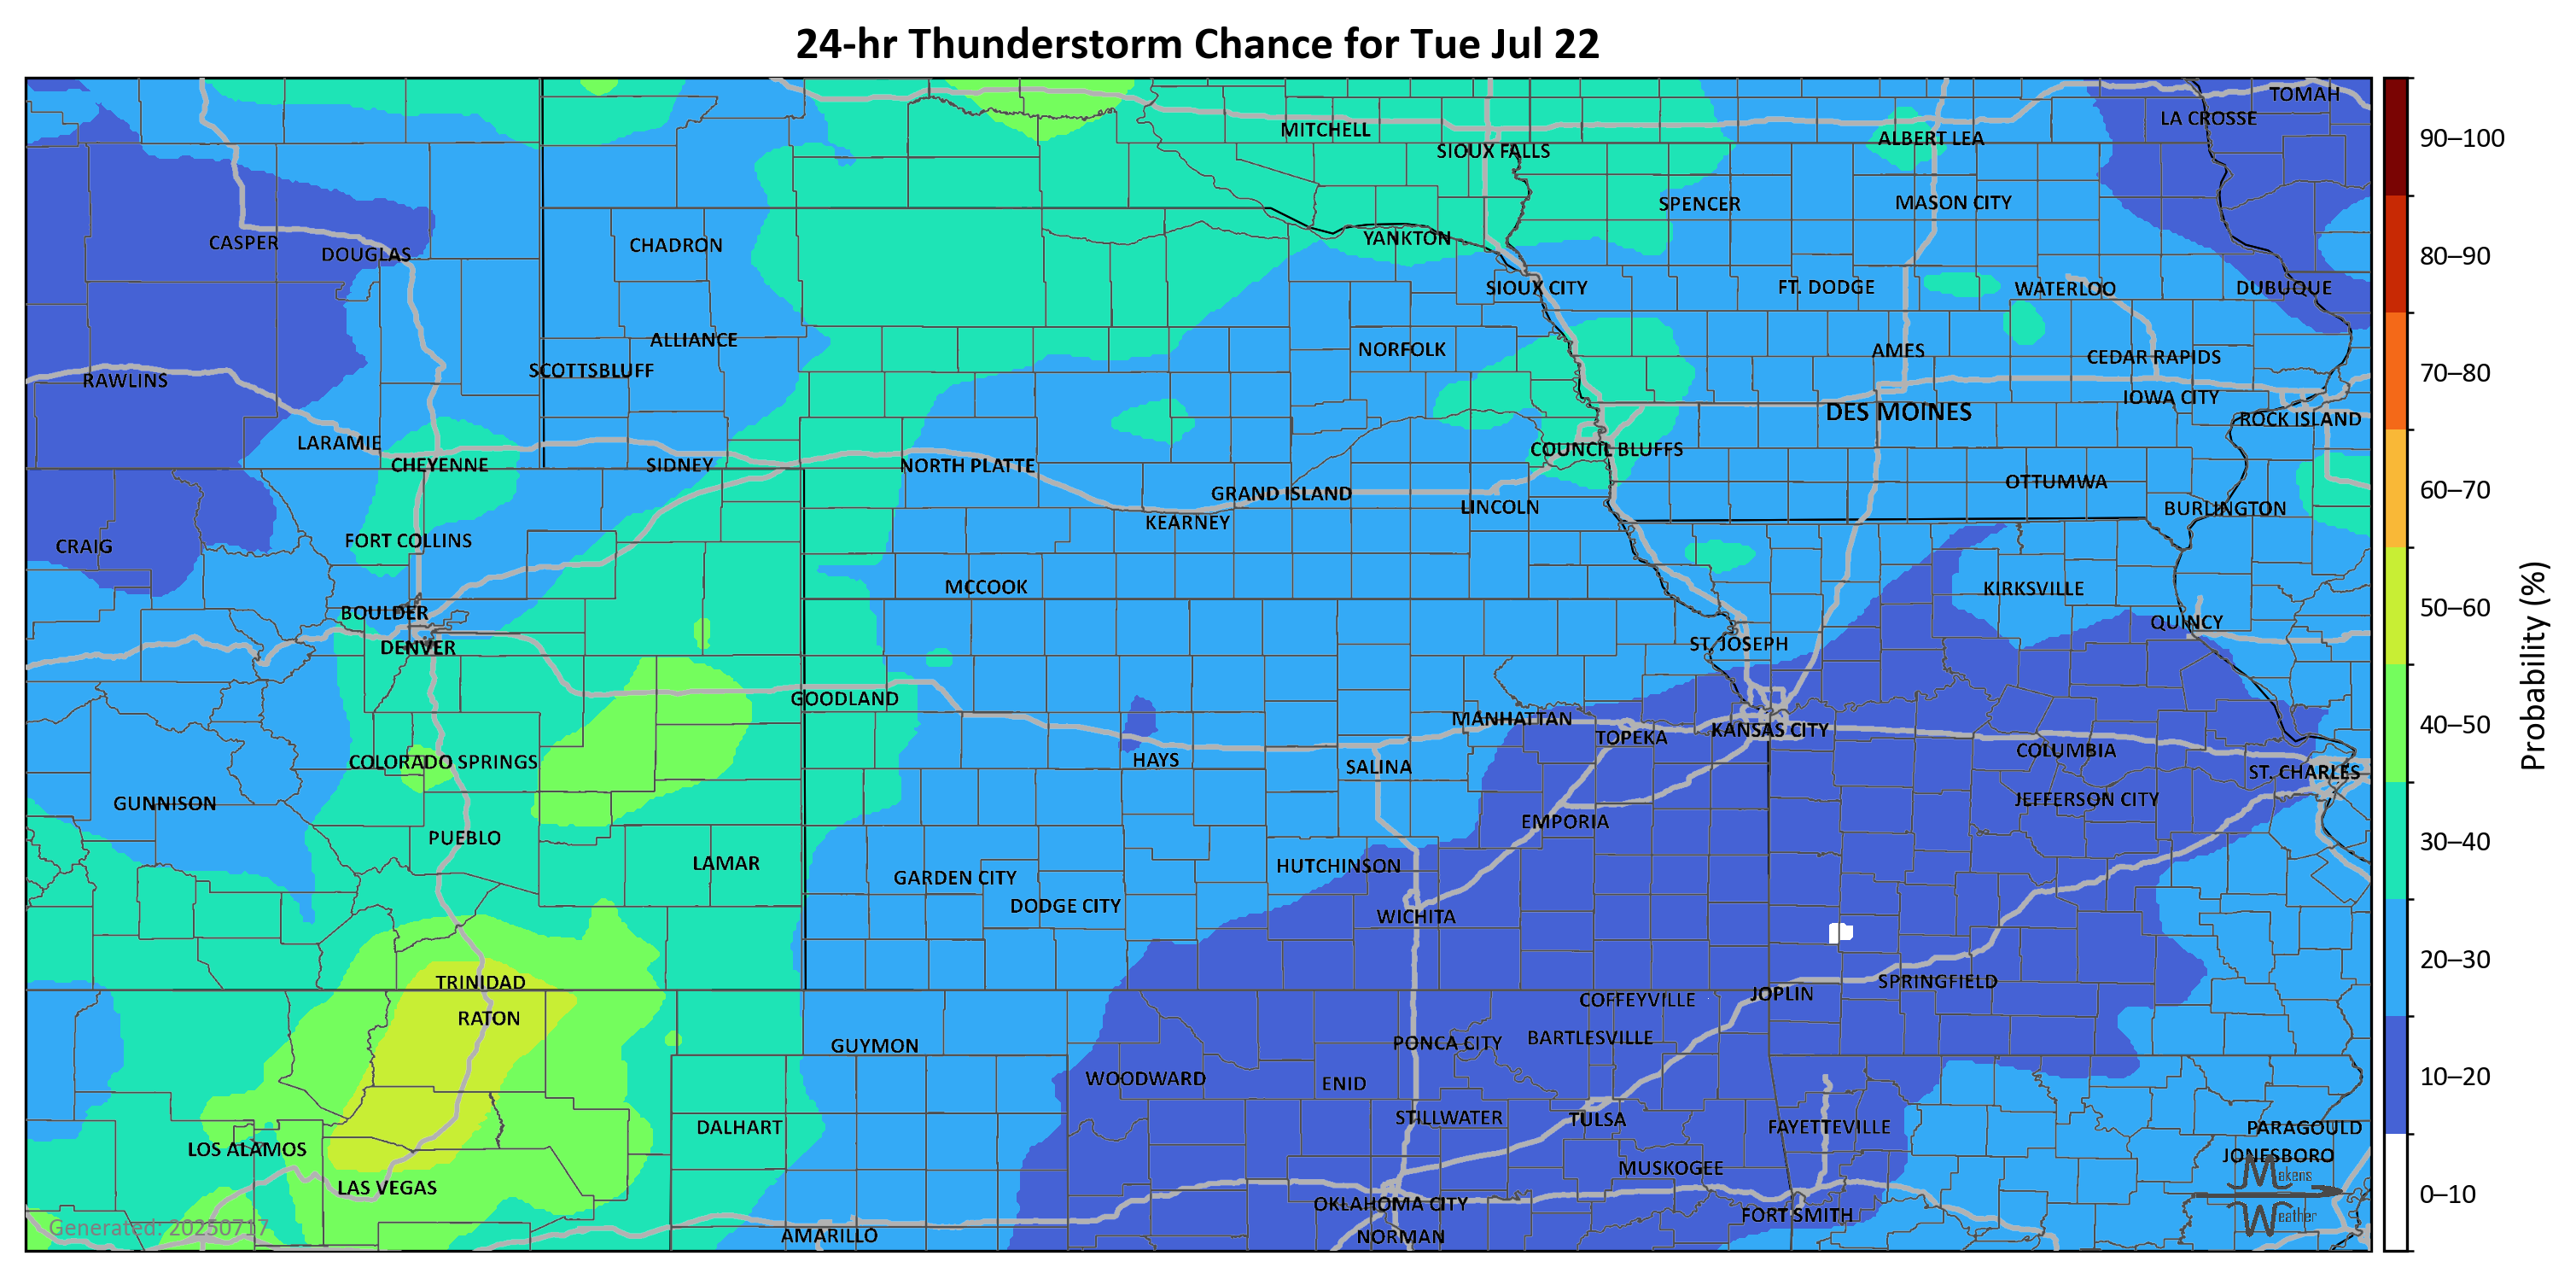 24-hr Thunderstorm Chance for Tue Jul 22
TOMAH
LA CROSSE
MITCHELL
ALBERT LEA
SIOUX FALLS
SPENCER
MASON CITY
CASPER
DOUGLAS
CHADRON
YANKTON
SIOUX CITY
FT. DODGE
WATERLOO
DUBUQUE
ALLIANCE
NORFOLK
AMES
CEDAR RAPIDS
RAWLINS
SCOTTSBLUFF
IOWA CITY
DES MOINES
ROCK ISLAND
LARAMIE
CHEYENNE
SIDNEY
NORTH PLATTE
COUNCIL BLUFFS
GRAND ISLAND
LINCOLN
OTTUMWA
BURLINGTON
KEARNEY
CRAIG
FORT COLLINS
MCCOOK
KIRKSVILLE
BOULDER
QUINCY
DENVER
ST. JOSEPH
GOODLAND
MANHATTAN
TOPEKA
KANSAS CITY
COLUMBIA
COLORADO SPRINGS
HAYS
SALINA
ST. CHARLES
GUNNISON
JEFFERSON CITY
EMPORIA
PUEBLO
LAMAR
HUTCHINSON
GARDEN CITY
DODGE CITY
WICHITA
TRINIDAD
SPRINGFIELD
JOPLIN
COFFEYVILLE
RATON
GUYMON
PONCA CITY
BARTLESVILLE
WOODWARD
ENID
STILLWATER
TULSA
DALHART
FAYETTEVILLE
PARAGOULD
LOS ALAMOS
JONESBORO
MUSKOGEE
LAS VEGAS
OKLAHOMA CITY
FORT SMITH
AMARILLO
NORMAN
Generated: 20250717
Makens
Weather
90–100
80–90
70–80
60–70
50–60
40–50
30–40
20–30
10–20
0–10
Probability (%)